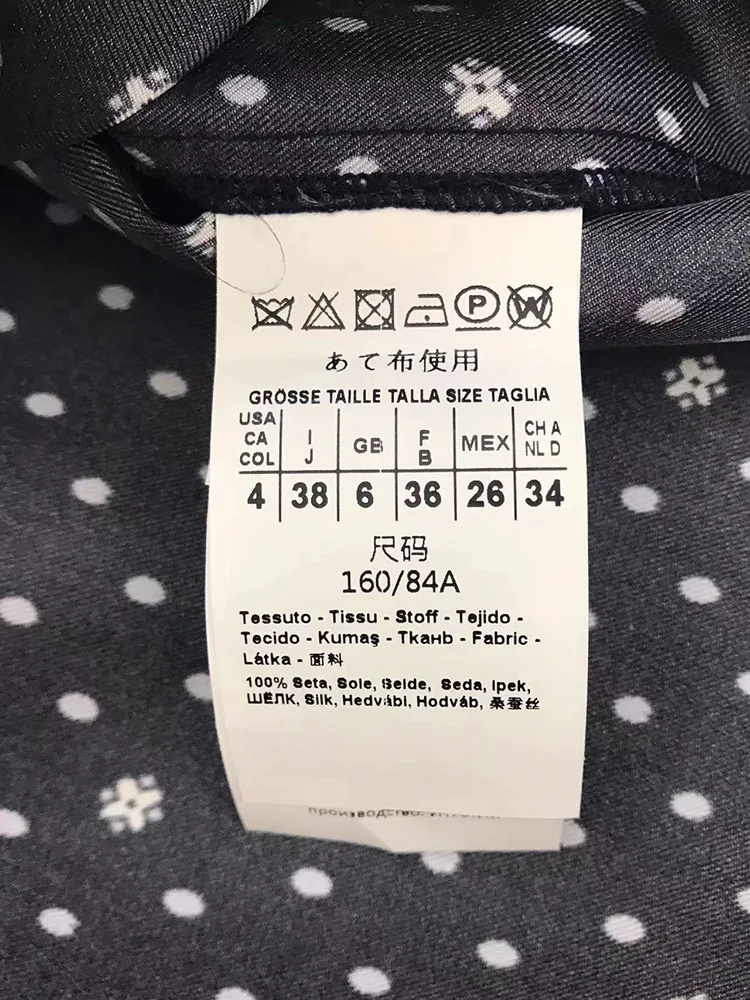 P W
あて布使用
GRÖSSE TAILLE TALLA SIZE TAGLIA
USA CA COL | I J | GB | F B | MEX | CH A NL D
4 | 38 | 6 | 36 | 26 | 34
尺码
160/84A
Tessuto - Tissu - Stoff - Tejido -
Tecido - Kumaş - Ткань - Fabric -
Látka - 面料
100% Seta, Soie, Seide, Seda, Ipek,
ШЁЛК, Silk, Hedvábí, Hodváb, 桑蚕丝